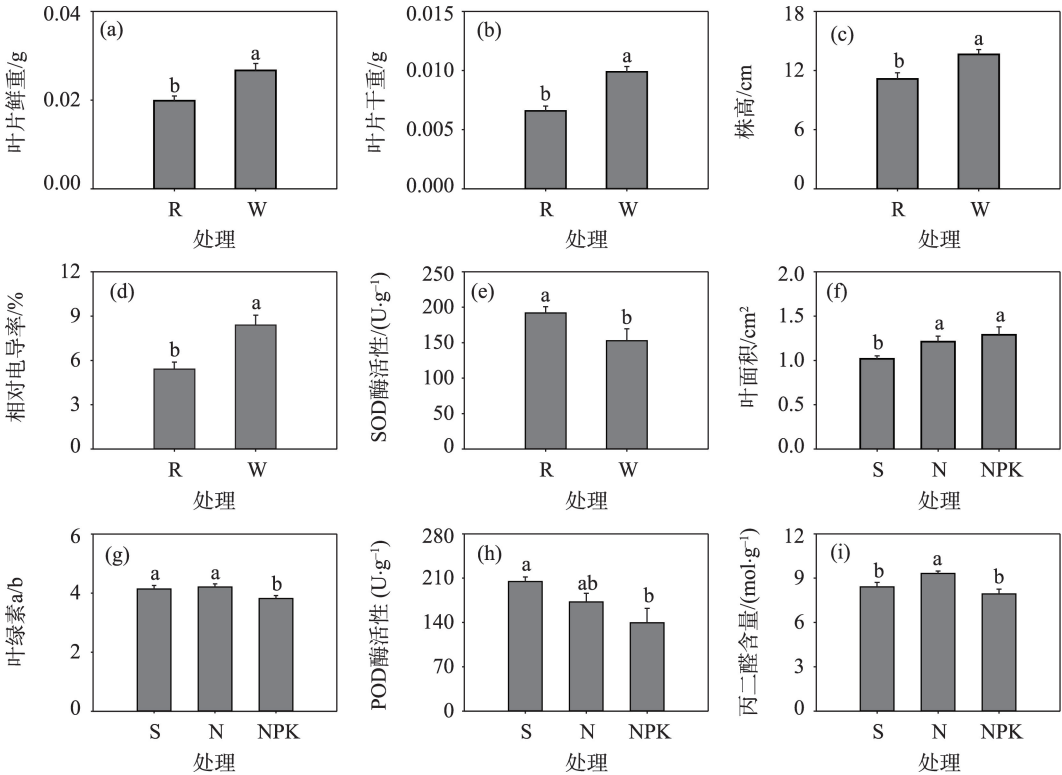 (a)
叶片鲜重/g
0.04
0.02
0.00
b
a
R
W
处理
(b)
叶片干重/g
0.015
0.010
0.005
0.000
b
a
R
W
处理
(c)
株高/cm
18
12
6
0
b
a
R
W
处理
(d)
相对电导率/%
12
9
6
3
0
b
a
R
W
处理
(e)
SOD酶活性/(U·g⁻¹)
250
200
150
100
50
0
a
b
R
W
处理
(f)
叶面积/cm²
2.0
1.5
1.0
0.5
0.0
b
a
a
S
N
NPK
处理
(g)
叶绿素a/b
6
4
2
0
a
a
b
S
N
NPK
处理
(h)
POD酶活性 (U·g⁻¹)
280
210
140
70
0
a
ab
b
S
N
NPK
处理
(i)
丙二醛含量/(mol·g⁻¹)
12
9
6
3
0
b
a
b
S
N
NPK
处理